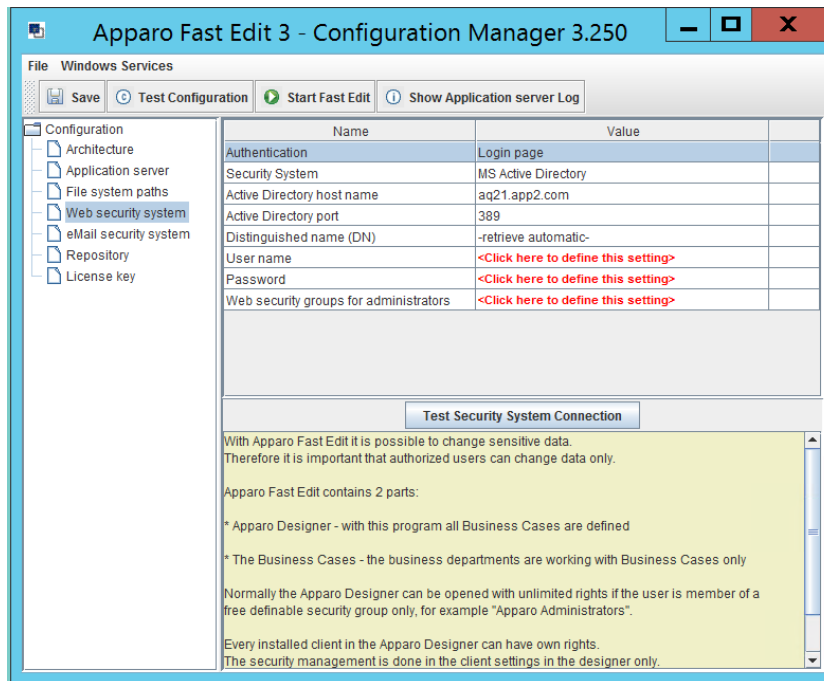 Apparo Fast Edit 3 - Configuration Manager 3.250
File Windows Services
Save Test Configuration Start Fast Edit Show Application server Log
Configuration
Architecture
Application server
File system paths
Web security system
eMail security system
Repository
License key
Name Value
Authentication Login page
Security System MS Active Directory
Active Directory host name aq21.app2.com
Active Directory port 389
Distinguished name (DN) -retrieve automatic-
User name <Click here to define this setting>
Password <Click here to define this setting>
Web security groups for administrators <Click here to define this setting>
Test Security System Connection
With Apparo Fast Edit it is possible to change sensitive data.
Therefore it is important that authorized users can change data only.
Apparo Fast Edit contains 2 parts:
* Apparo Designer - with this program all Business Cases are defined
* The Business Cases - the business departments are working with Business Cases only
Normally the Apparo Designer can be opened with unlimited rights if the user is member of a
free definable security group only, for example "Apparo Administrators".
Every installed client in the Apparo Designer can have own rights.
The security management is done in the client settings in the designer only.